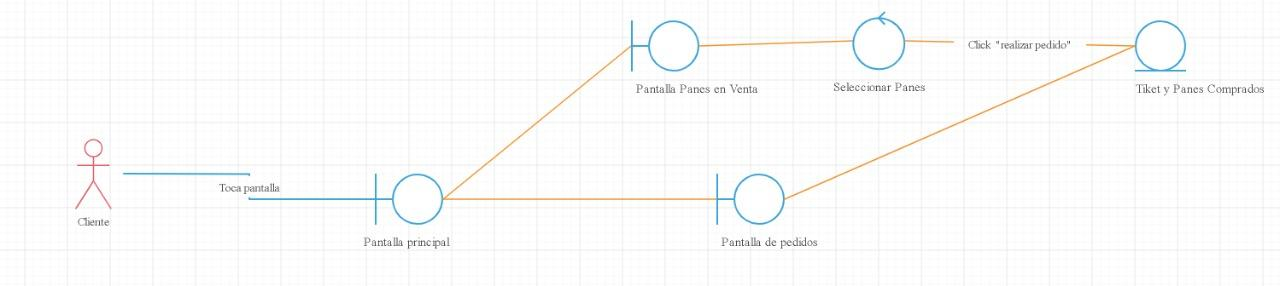 Click "realizar pedido"
Pantalla Panes en Venta
Seleccionar Panes
Tiket y Panes Comprados
Toca pantalla
Cliente
Pantalla principal
Pantalla de pedidos